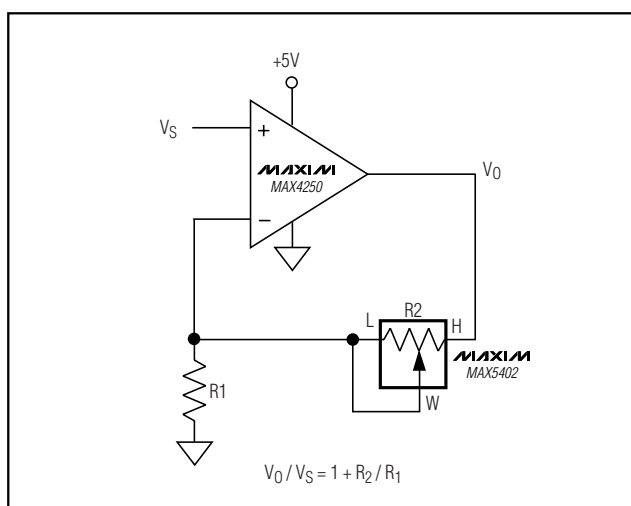 +5V
V_S
+
MAXIM
MAX4250
V_O
−
L
R2
H
MAXIM
MAX5402
R1
W
V_O / V_S = 1 + R_2 / R_1